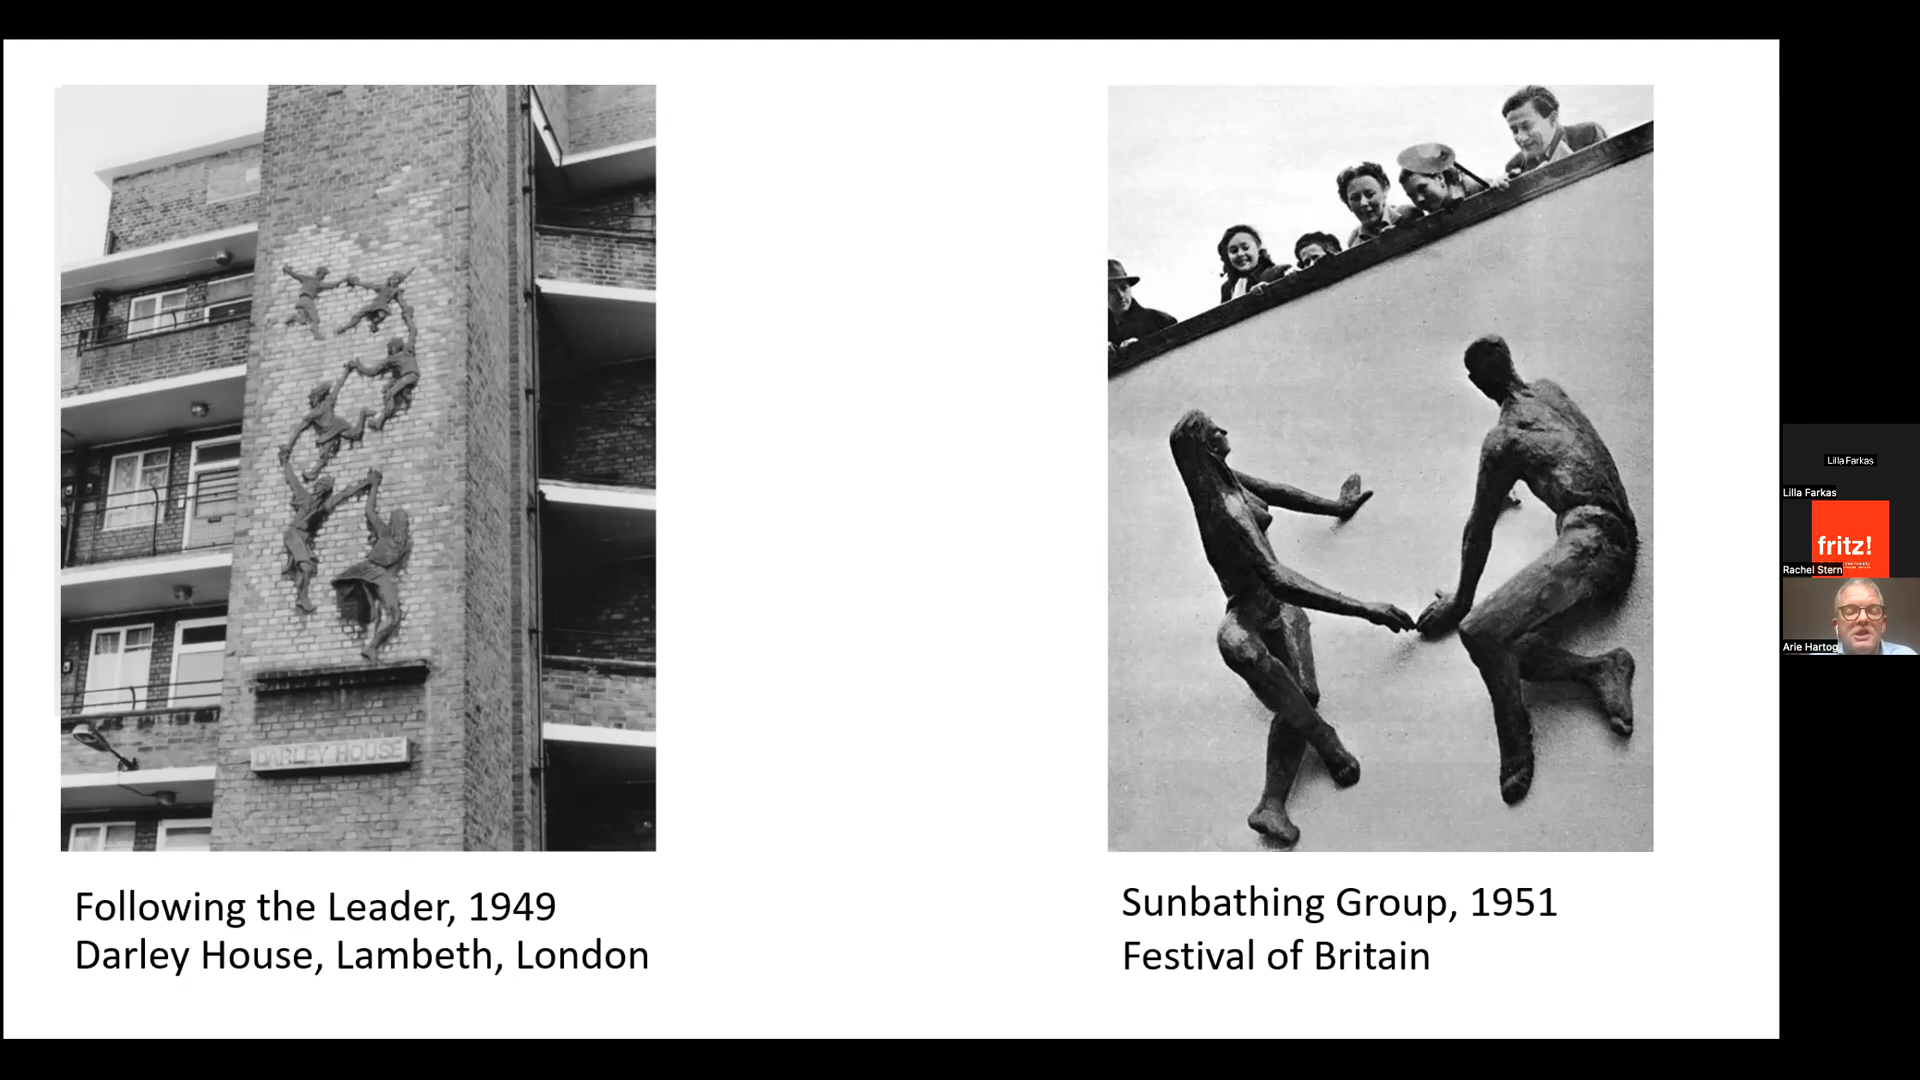 DARLEY HOUSE
Following the Leader, 1949
Darley House, Lambeth, London
Sunbathing Group, 1951
Festival of Britain
Lilla Farkas
Lilla Farkas
fritz!
Rachel Stern
Arie Hartog